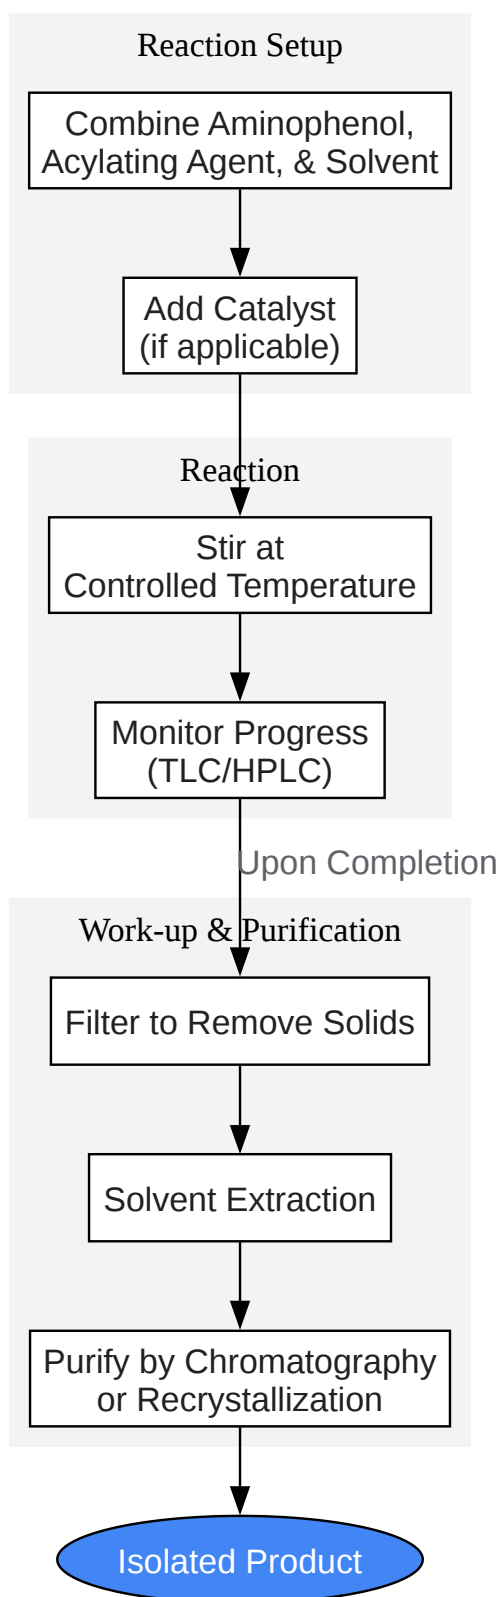 Reaction Setup
Combine Aminophenol,
Acylating Agent, & Solvent
Add Catalyst
(if applicable)
Reaction
Stir at
Controlled Temperature
Monitor Progress
(TLC/HPLC)
Upon Completion
Work-up & Purification
Filter to Remove Solids
Solvent Extraction
Purify by Chromatography
or Recrystallization
Isolated Product